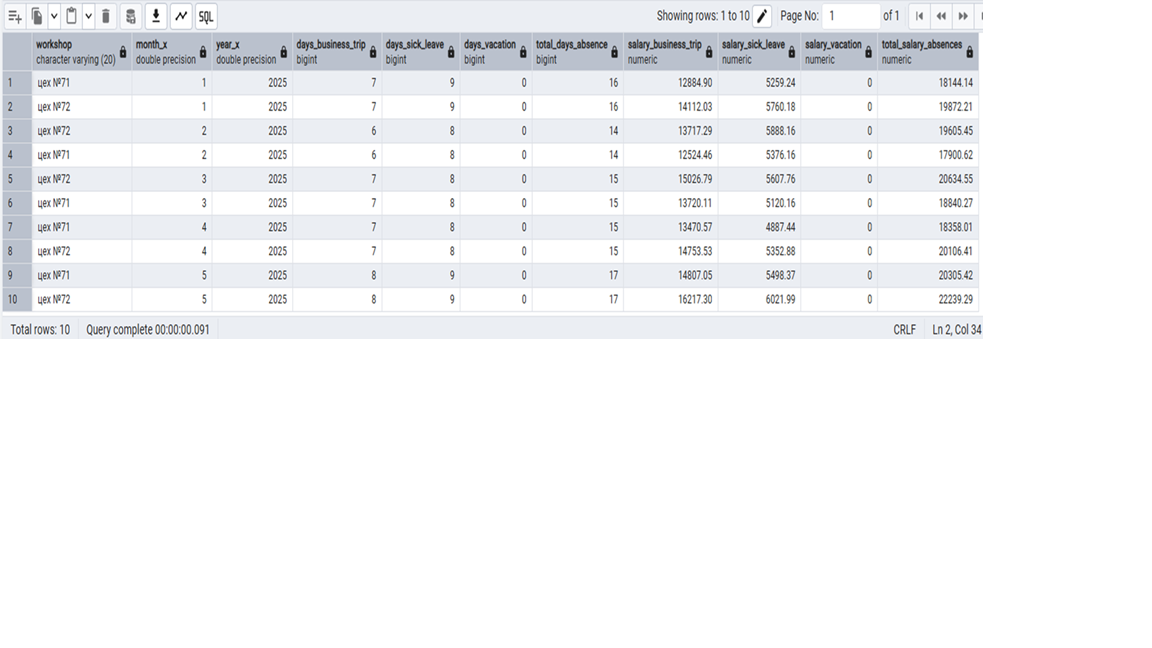 SQL Showing rows: 1 to 10 Page No: 1 of 1
workshop month_x year_x days_business_trip days_sick_leave days_vacation total_days_absence salary_business_trip salary_sick_leave salary_vacation total_salary_absences
character varying (20) double precision double precision bigint bigint bigint bigint numeric numeric numeric numeric
1 цех №71 1 2025 7 9 0 16 12884.90 5259.24 0 18144.14
2 цех №72 1 2025 7 9 0 16 14112.03 5760.18 0 19872.21
3 цех №72 2 2025 6 8 0 14 13717.29 5888.16 0 19605.45
4 цех №71 2 2025 6 8 0 14 12524.46 5376.16 0 17900.62
5 цех №72 3 2025 7 8 0 15 15026.79 5607.76 0 20634.55
6 цех №71 3 2025 7 8 0 15 13720.11 5120.16 0 18840.27
7 цех №71 4 2025 7 8 0 15 13470.57 4887.44 0 18358.01
8 цех №72 4 2025 7 8 0 15 14753.53 5352.88 0 20106.41
9 цех №71 5 2025 8 9 0 17 14807.05 5498.37 0 20305.42
10 цех №72 5 2025 8 9 0 17 16217.30 6021.99 0 22239.29
Total rows: 10 Query complete 00:00:00.091 CRLF Ln 2, Col 34